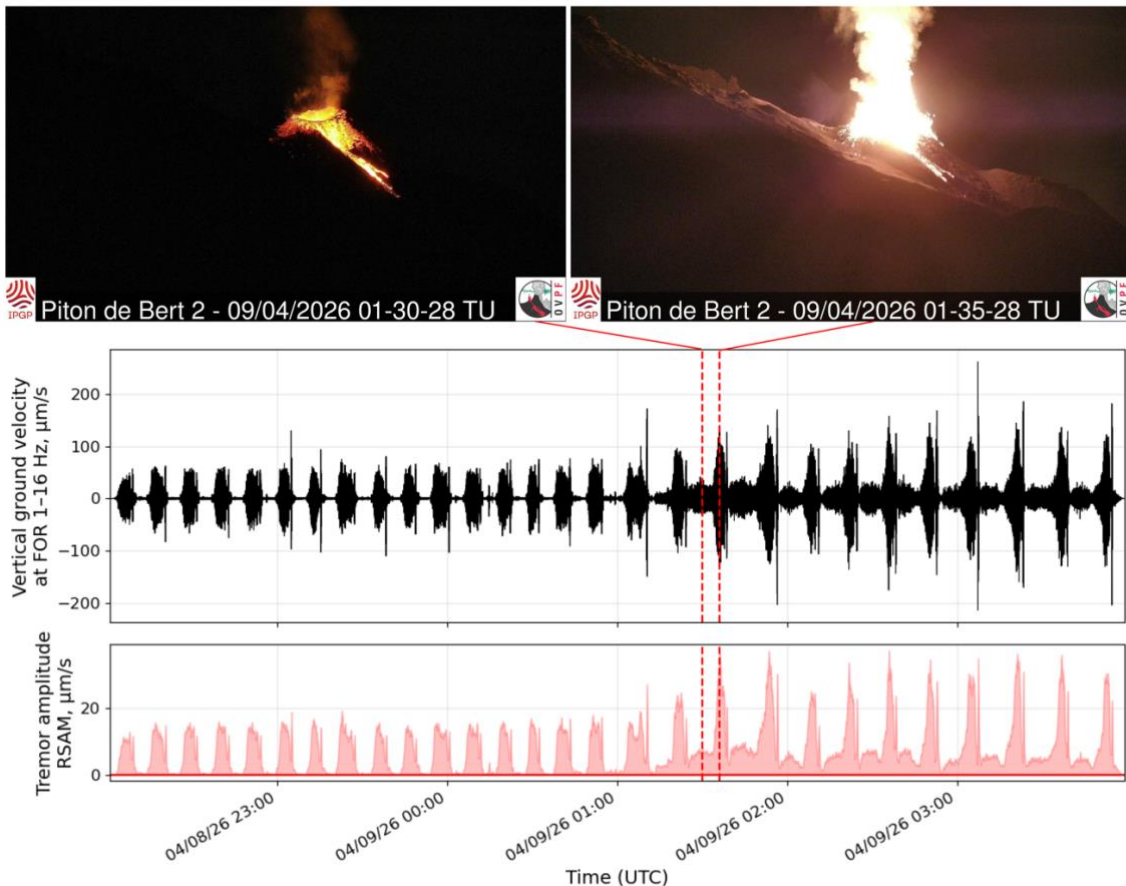 IPGP
Piton de Bert 2 - 09/04/2026 01-30-28 TU
OVPF
IPGP
Piton de Bert 2 - 09/04/2026 01-35-28 TU
OVPF
Vertical ground velocity
at FOR 1–16 Hz, μm/s
200
100
0
−100
−200
Tremor amplitude
RSAM, μm/s
20
0
04/08/26 23:00
04/09/26 00:00
04/09/26 01:00
04/09/26 02:00
04/09/26 03:00
Time (UTC)